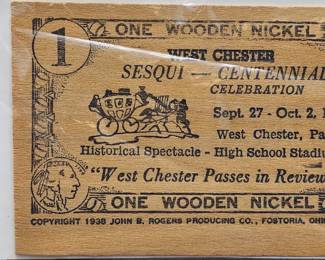 ONE WOODEN NICKEL
1
WEST CHESTER
SESQUI — CENTENNIAL
CELEBRATION
Sept. 27 - Oct. 2, 1
West Chester, Pa
Historical Spectacle - High School Stadiu
"West Chester Passes in Review
ONE WOODEN NICKEL
COPYRIGHT 1938 JOHN B. ROGERS PRODUCING CO., FOSTORIA, OHI